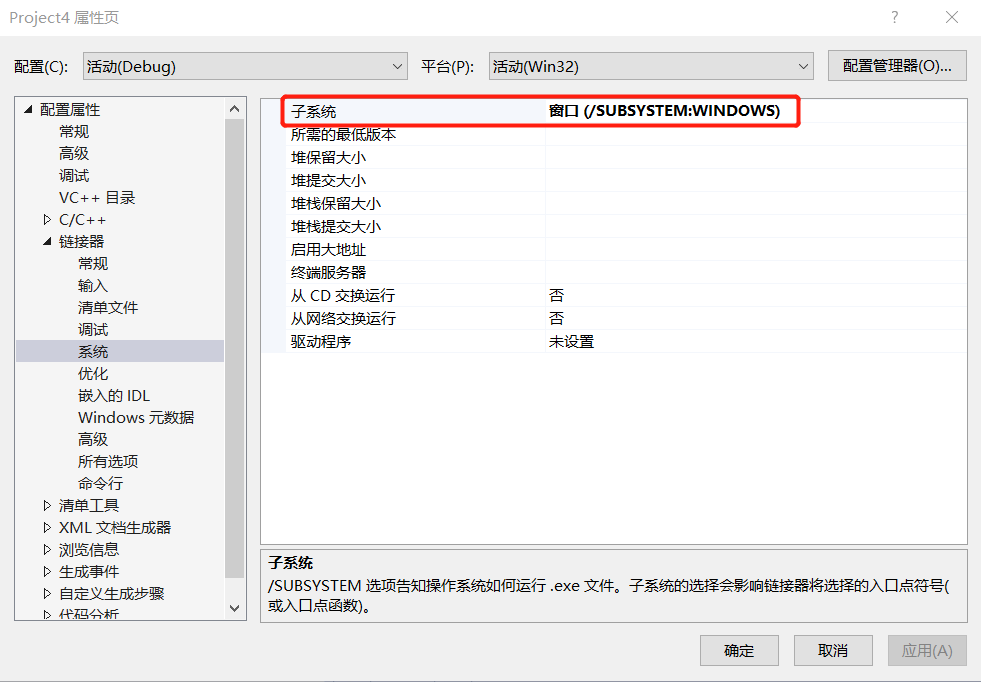 Project4 属性页
?
配置(C): 活动(Debug) 平台(P): 活动(Win32) 配置管理器(O)...
配置属性
常规
高级
调试
VC++ 目录
C/C++
链接器
常规
输入
清单文件
调试
系统
优化
嵌入的 IDL
Windows 元数据
高级
所有选项
命令行
清单工具
XML 文档生成器
浏览信息
生成事件
自定义生成步骤
代码分析
子系统 窗口 (/SUBSYSTEM:WINDOWS)
所需的最低版本
堆保留大小
堆提交大小
堆栈保留大小
堆栈提交大小
启用大地址
终端服务器
从 CD 交换运行 否
从网络交换运行 否
驱动程序 未设置
子系统
/SUBSYSTEM 选项告知操作系统如何运行 .exe 文件。子系统的选择会影响链接器将选择的入口点符号(
或入口点函数)。
确定 取消 应用(A)